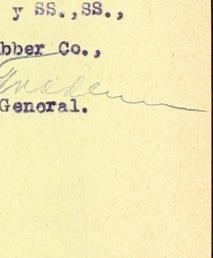 y SS.,SS.,
bber Co.,
General.